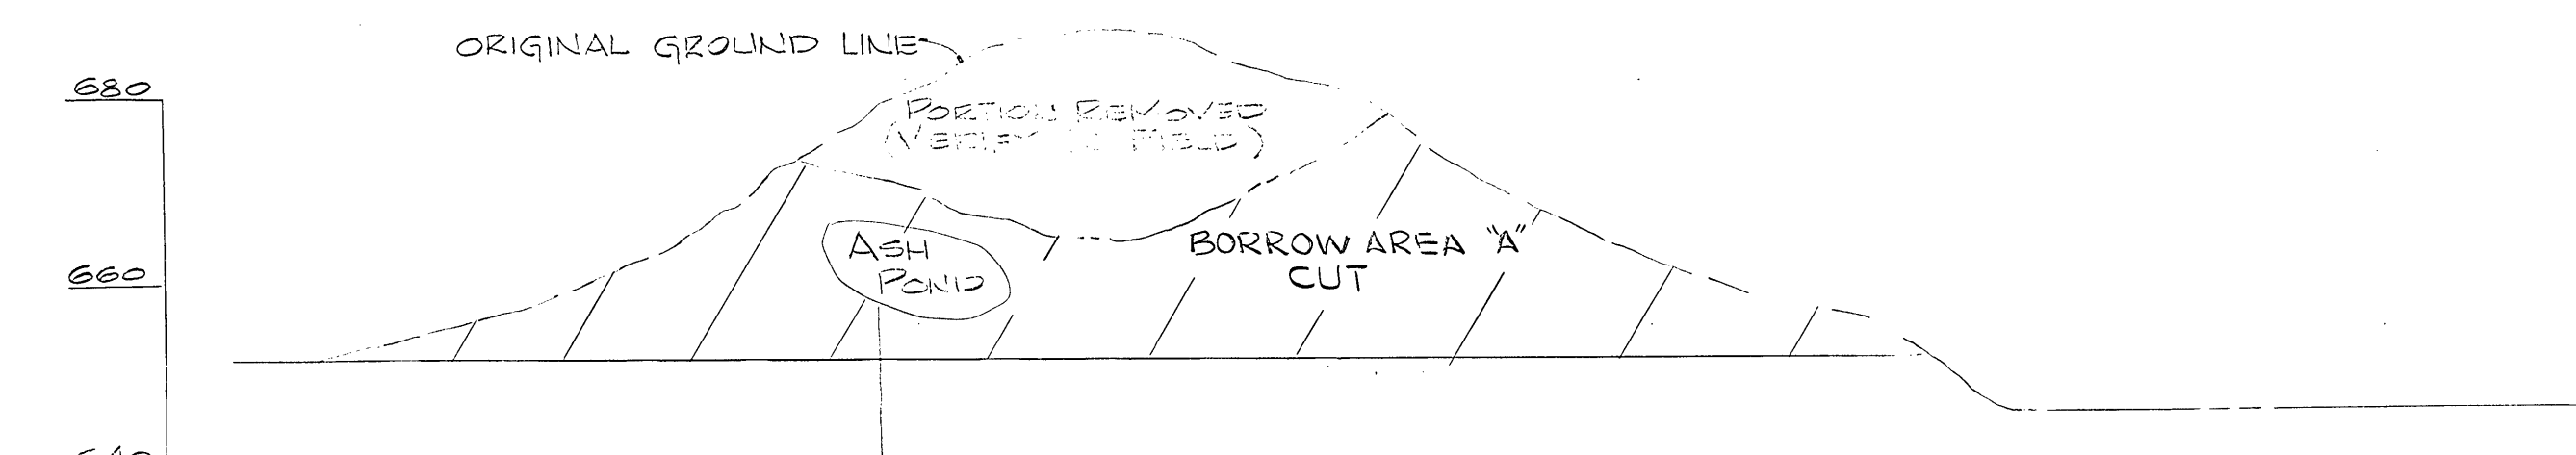 ORIGINAL GROUND LINE
680
PORTION REMOVED
(VERIFY IN FIELD)
ASH
POND
BORROW AREA "A"
CUT
660